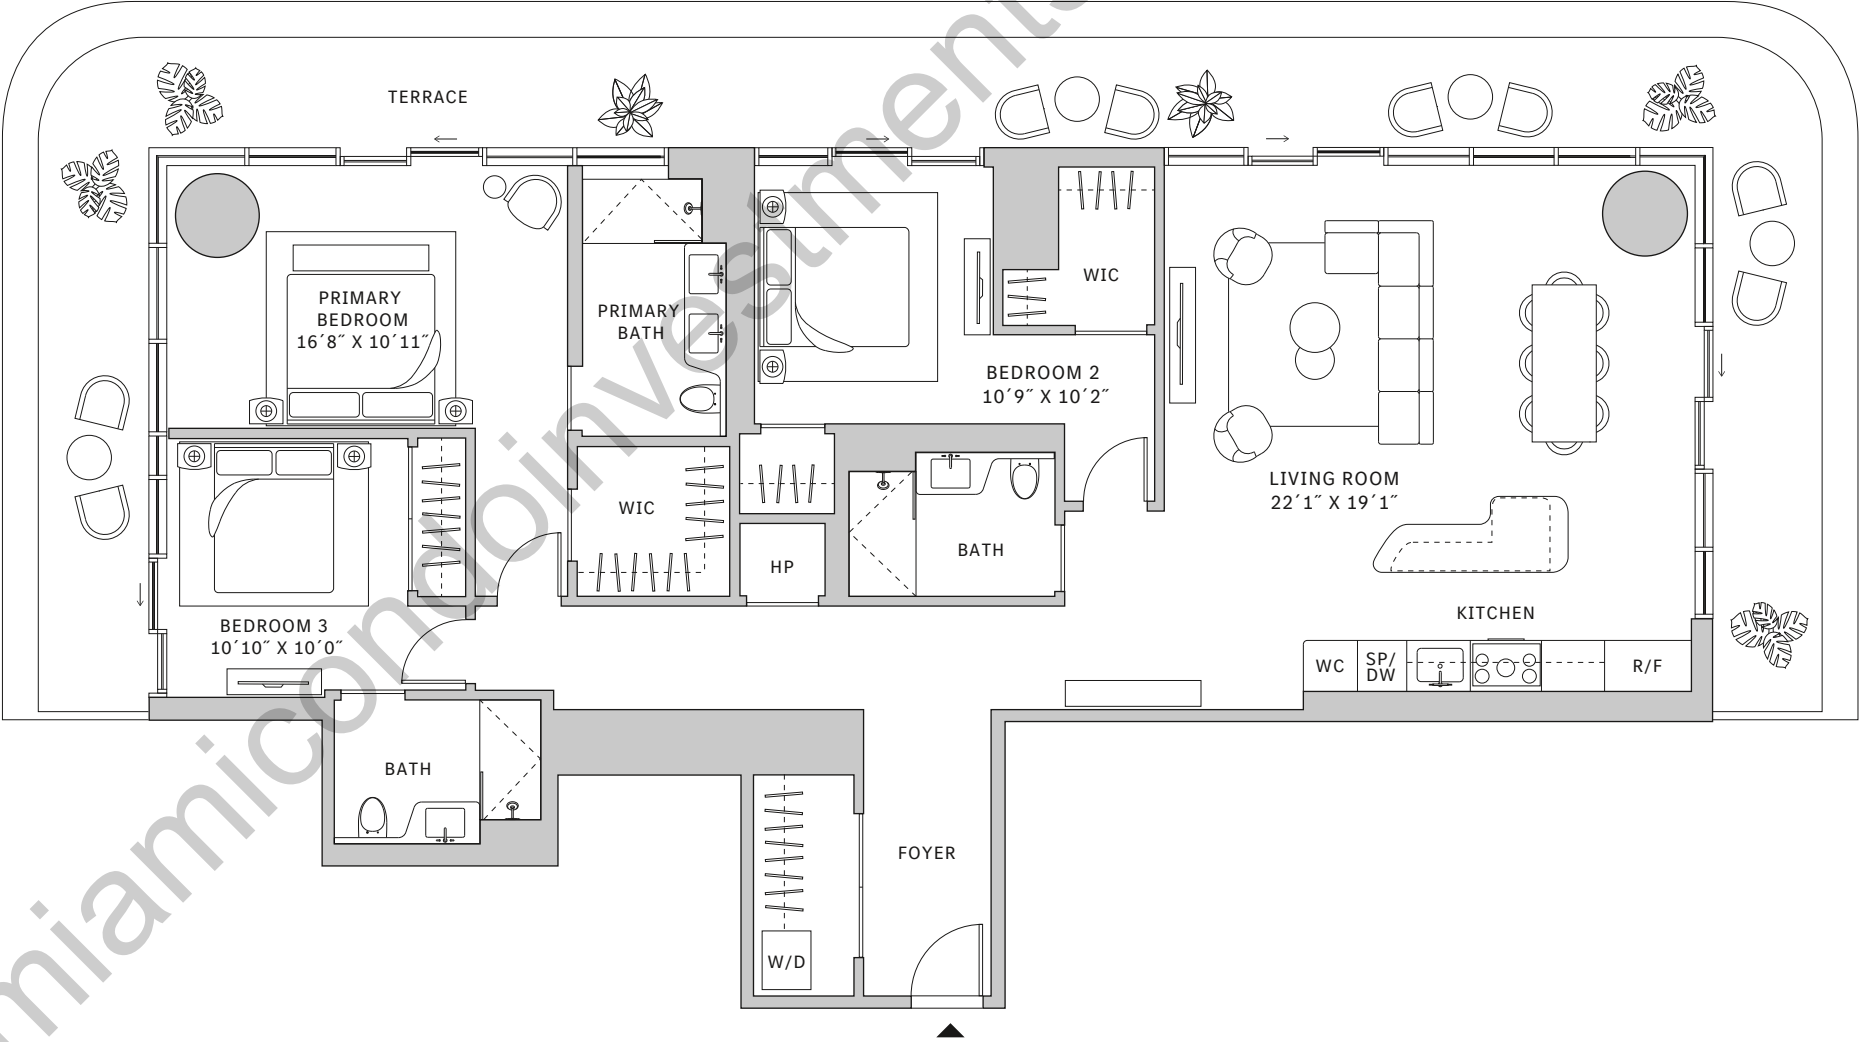 TERRACE
PRIMARY
BEDROOM
16´8˝ X 10´11˝
PRIMARY
BATH
WIC
BEDROOM 2
10´9˝ X 10´2˝
LIVING ROOM
22´1˝ X 19´1˝
WIC
HP
BATH
KITCHEN
BEDROOM 3
10´10˝ X 10´0˝
WC
SP/
DW
R/F
BATH
FOYER
W/D
miamicondoinvestments